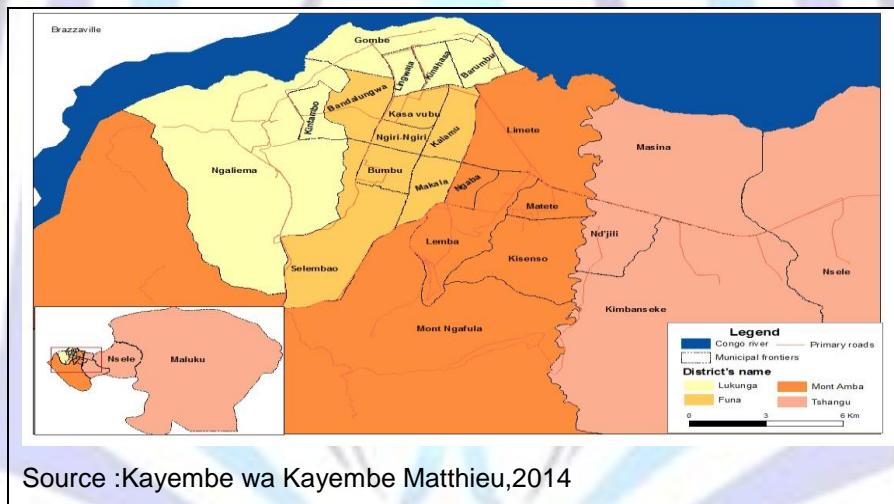 Brazzaville
Gombe
Lingwala
Kinshasa
Barumbu
Bandalungwa
Kintambo
Kasa vubu
Limete
Ngiri-Ngiri
Kalamu
Masina
Ngaliema
Bumbu
Makala
Ngaba
Matete
Nd'jili
Lemba
Selembao
Kisenso
Nsele
Kimbanseke
Mont Ngafula
Nsele
Maluku
Legend
Congo river
Primary roads
Municipal frontiers
District's name
Lukunga
Mont Amba
Funa
Tshangu
0 3 6 Km
Source :Kayembe wa Kayembe Matthieu,2014